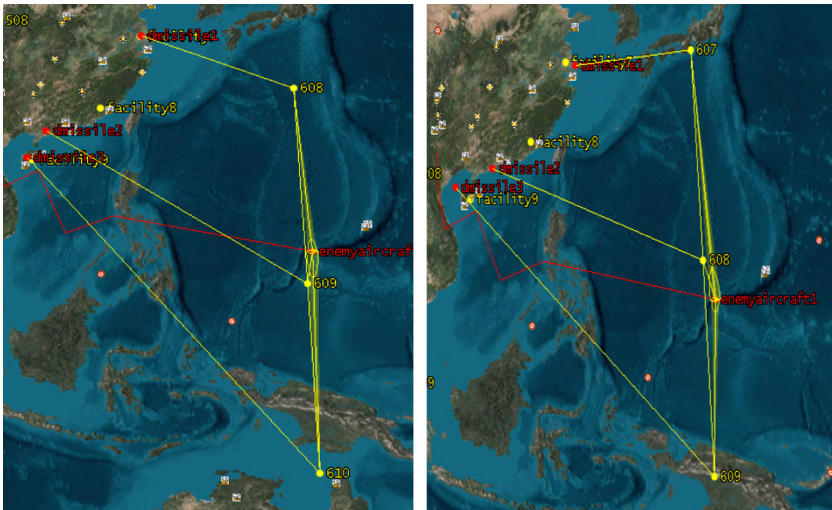 508
dmissile1
608
facility8
dmissile2
facility9
enemyaircraf
609
610
607
dmissile1
facility8
08
dmissile2
dmissile3
facility9
608
enemyaircraft1
9
609